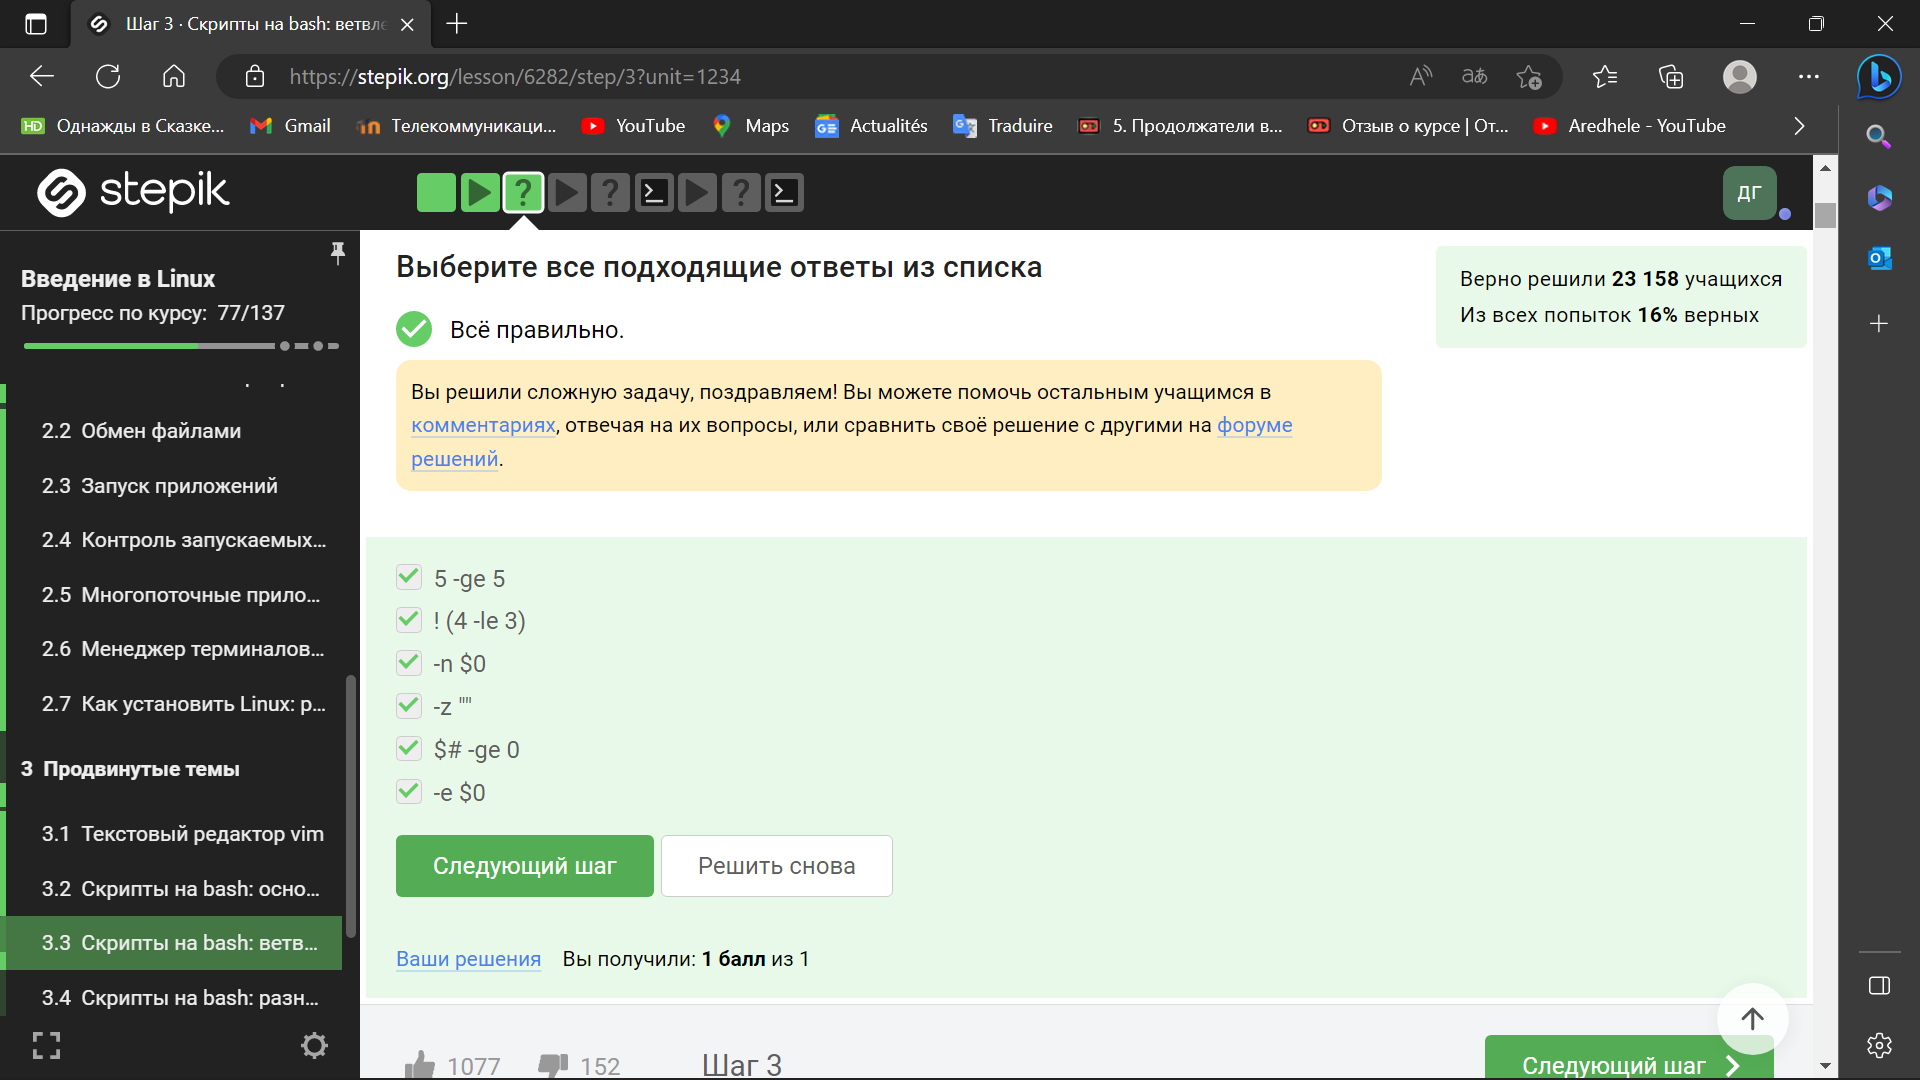 Шаг 3 · Скрипты на bash: ветвле
https://stepik.org/lesson/6282/step/3?unit=1234
Однажды в Сказке...
Gmail
Телекоммуникаци...
YouTube
Maps
Actualités
Traduire
5. Продолжатели в...
Отзыв о курсе | От...
Aredhele - YouTube
stepik
ДГ
Введение в Linux
Прогресс по курсу: 77/137
2.2 Обмен файлами
2.3 Запуск приложений
2.4 Контроль запускаемых...
2.5 Многопоточные прило...
2.6 Менеджер терминалов...
2.7 Как установить Linux: р...
3 Продвинутые темы
3.1 Текстовый редактор vim
3.2 Скрипты на bash: осно...
3.3 Скрипты на bash: ветв...
3.4 Скрипты на bash: разн...
Выберите все подходящие ответы из списка
Верно решили 23 158 учащихся
Из всех попыток 16% верных
Всё правильно.
Вы решили сложную задачу, поздравляем! Вы можете помочь остальным учащимся в
комментариях, отвечая на их вопросы, или сравнить своё решение с другими на форуме
решений.
5 -ge 5
! (4 -le 3)
-n $0
-z ""
$# -ge 0
-e $0
Следующий шаг
Решить снова
Ваши решения Вы получили: 1 балл из 1
1077
152
Шаг 3
Следующий шаг